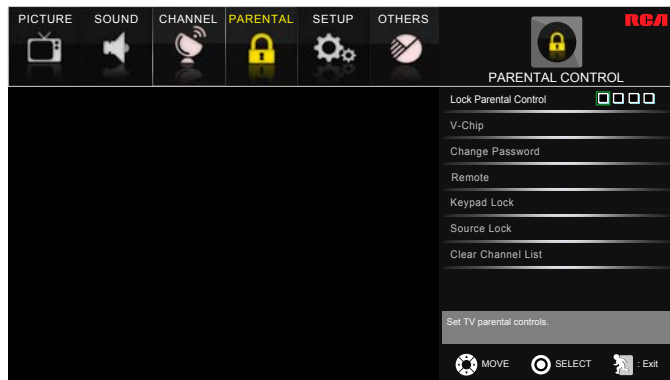 PICTURE SOUND CHANNEL PARENTAL SETUP OTHERS
RCA
PARENTAL CONTROL
Lock Parental Control
V-Chip
Change Password
Remote
Keypad Lock
Source Lock
Clear Channel List
Set TV parental controls.
MOVE SELECT : Exit